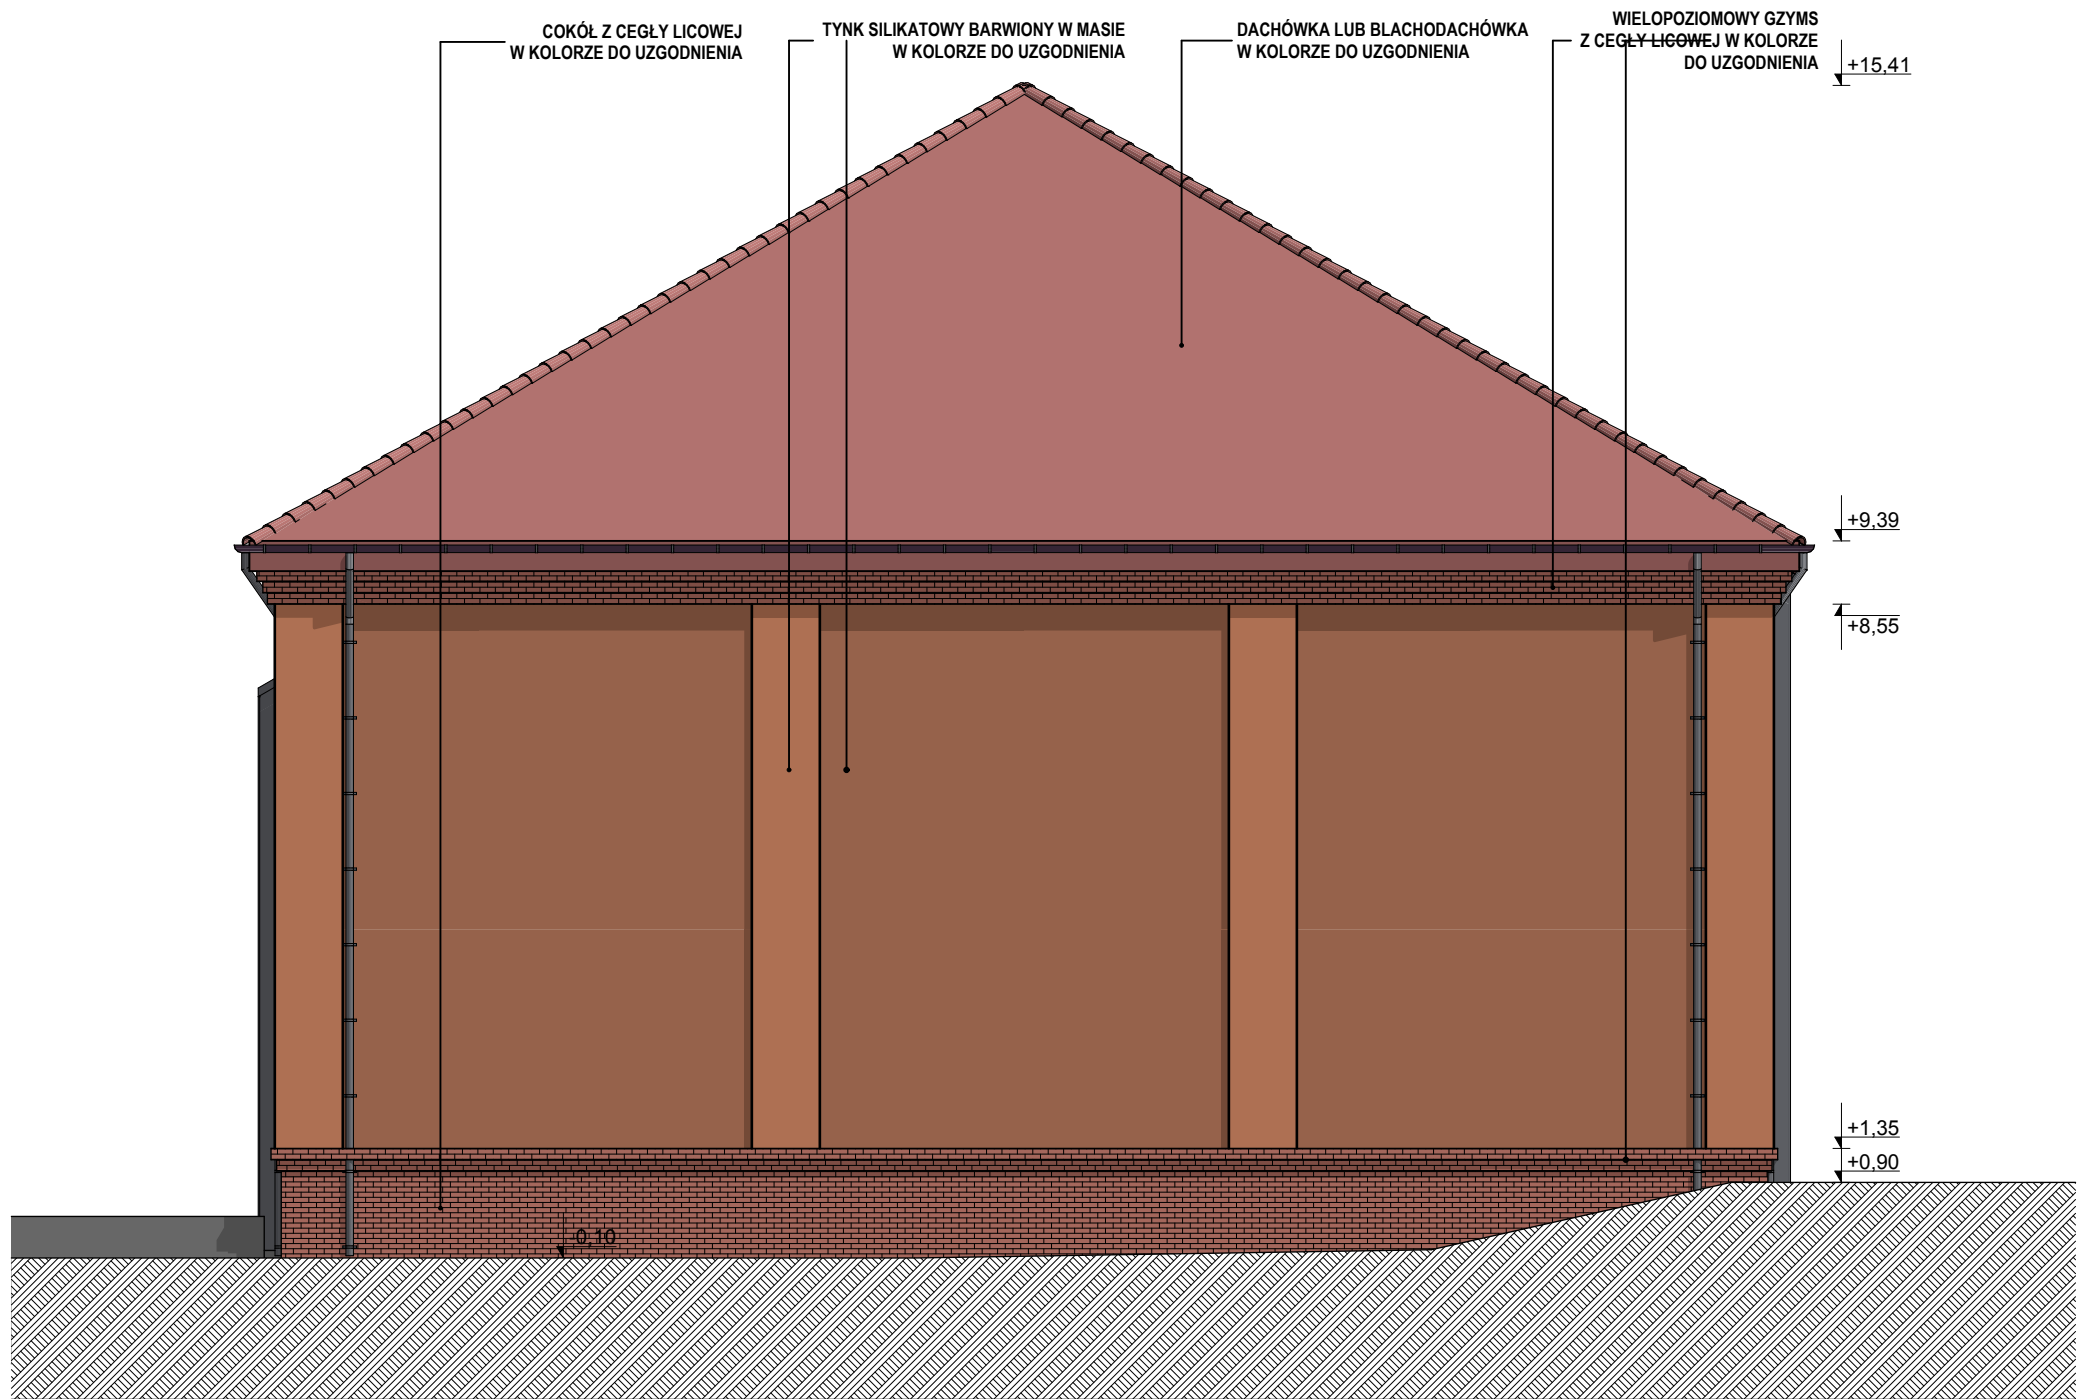 COKÓŁ Z CEGŁY LICOWEJ
W KOLORZE DO UZGODNIENIA
TYNK SILIKATOWY BARWIONY W MASIE
W KOLORZE DO UZGODNIENIA
DACHÓWKA LUB BLACHODACHÓWKA
W KOLORZE DO UZGODNIENIA
WIELOPOZIOMOWY GZYMS
Z CEGŁY LICOWEJ W KOLORZE
DO UZGODNIENIA
+15,41
+9,39
+8,55
+1,35
+0,90
-0,10